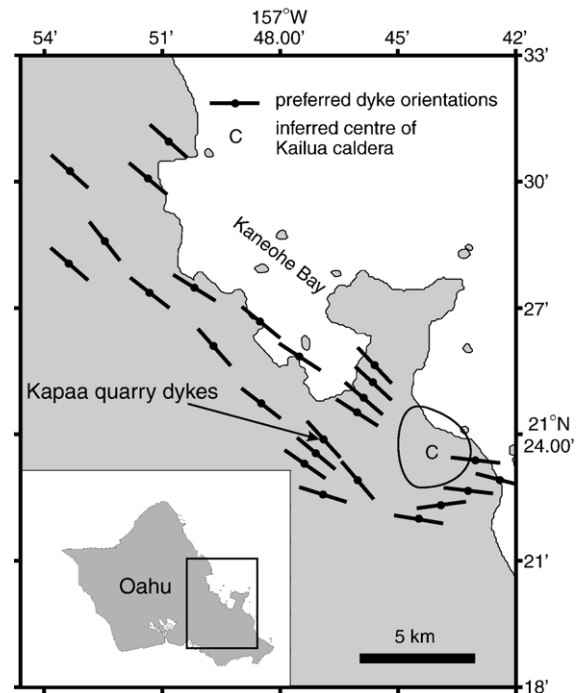 157°W
54'
51'
48.00'
45'
42'
33'
preferred dyke orientations
C
inferred centre of
Kailua caldera
30'
Kaneohe Bay
27'
Kapaa quarry dykes
21°N
24.00'
C
Oahu
21'
5 km
18'